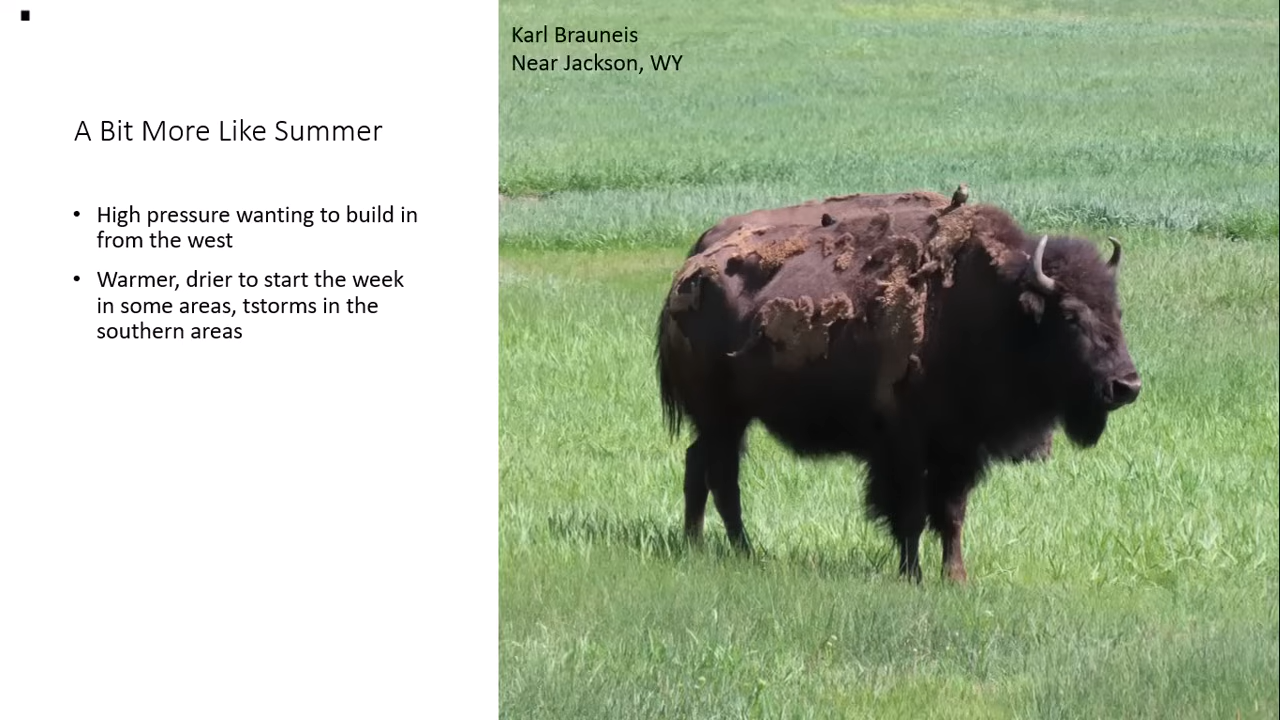 Karl Brauneis
Near Jackson, WY
A Bit More Like Summer
• High pressure wanting to build in
from the west
• Warmer, drier to start the week
in some areas, tstorms in the
southern areas